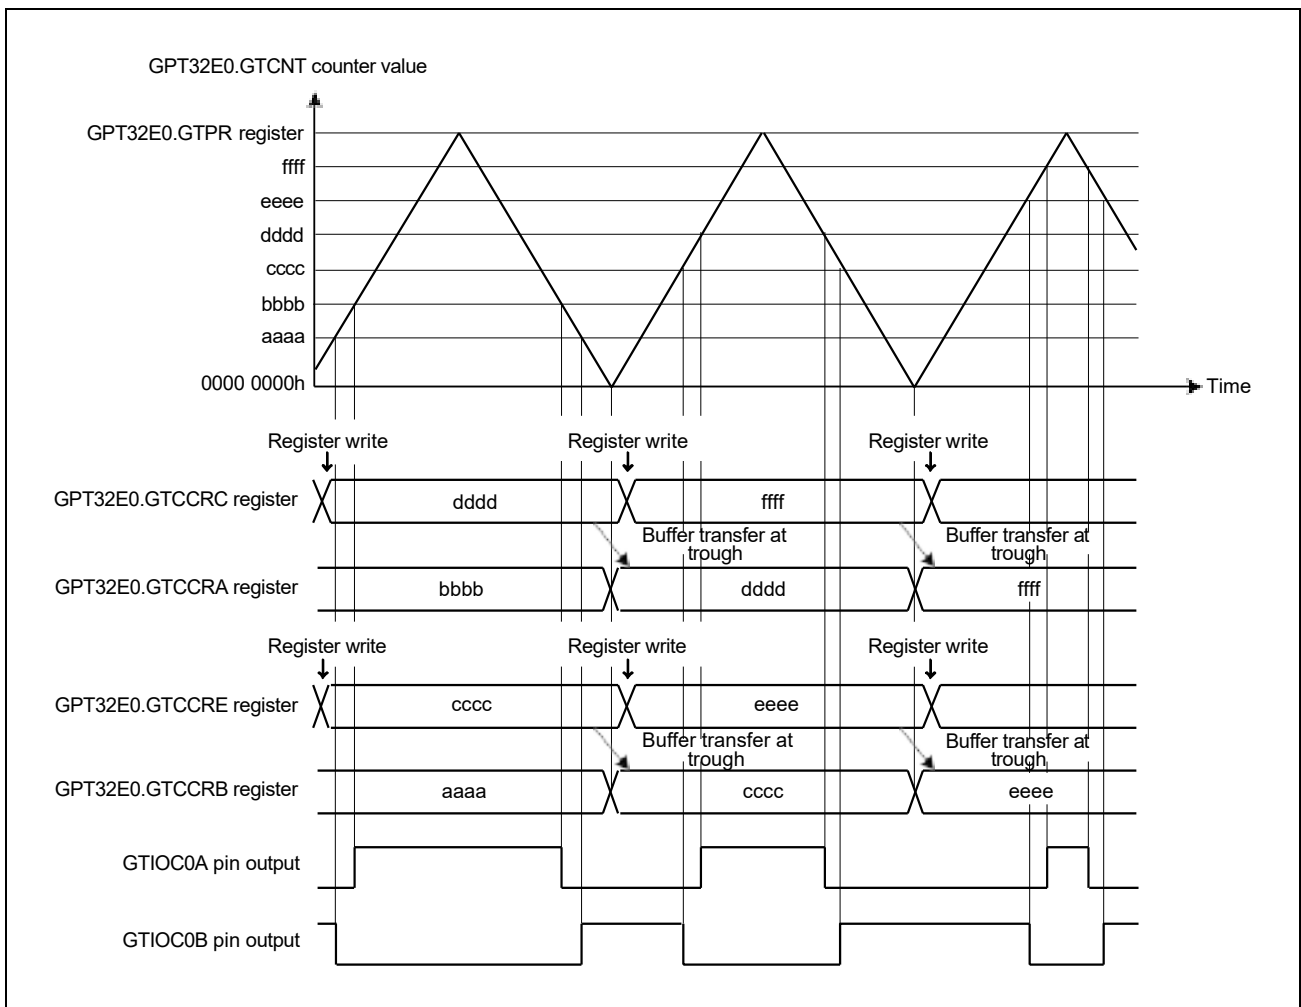 GPT32E0.GTCNT counter value
GPT32E0.GTPR register
ffff
eeee
dddd
cccc
bbbb
aaaa
0000 0000h
Time
Register write Register write Register write
GPT32E0.GTCCRC register dddd ffff
Buffer transfer at
trough
Buffer transfer at
trough
GPT32E0.GTCCRA register bbbb dddd ffff
Register write Register write Register write
GPT32E0.GTCCRE register cccc eeee
Buffer transfer at
trough
Buffer transfer at
trough
GPT32E0.GTCCRB register aaaa cccc eeee
GTIOC0A pin output
GTIOC0B pin output